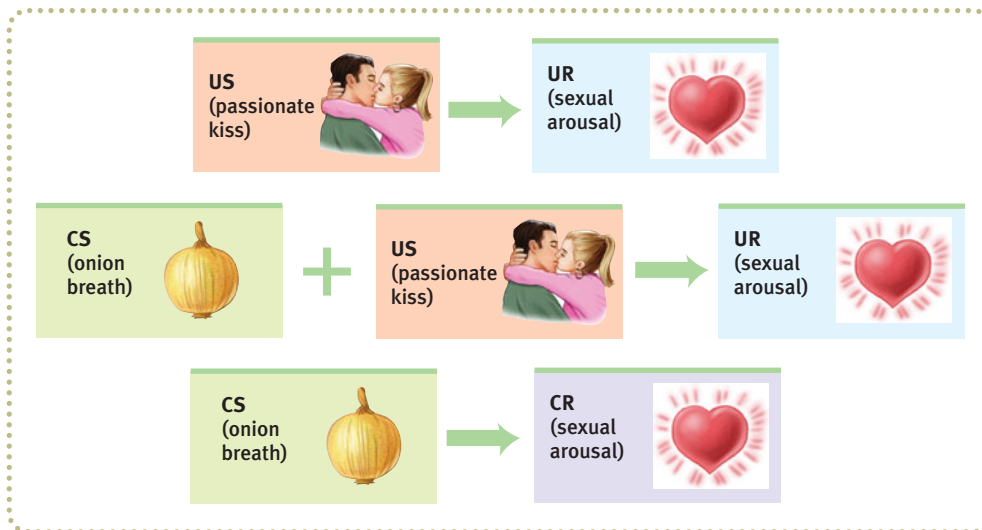 US
(passionate
kiss)
UR
(sexual
arousal)
CS
(onion
breath)
US
(passionate
kiss)
UR
(sexual
arousal)
CS
(onion
breath)
CR
(sexual
arousal)